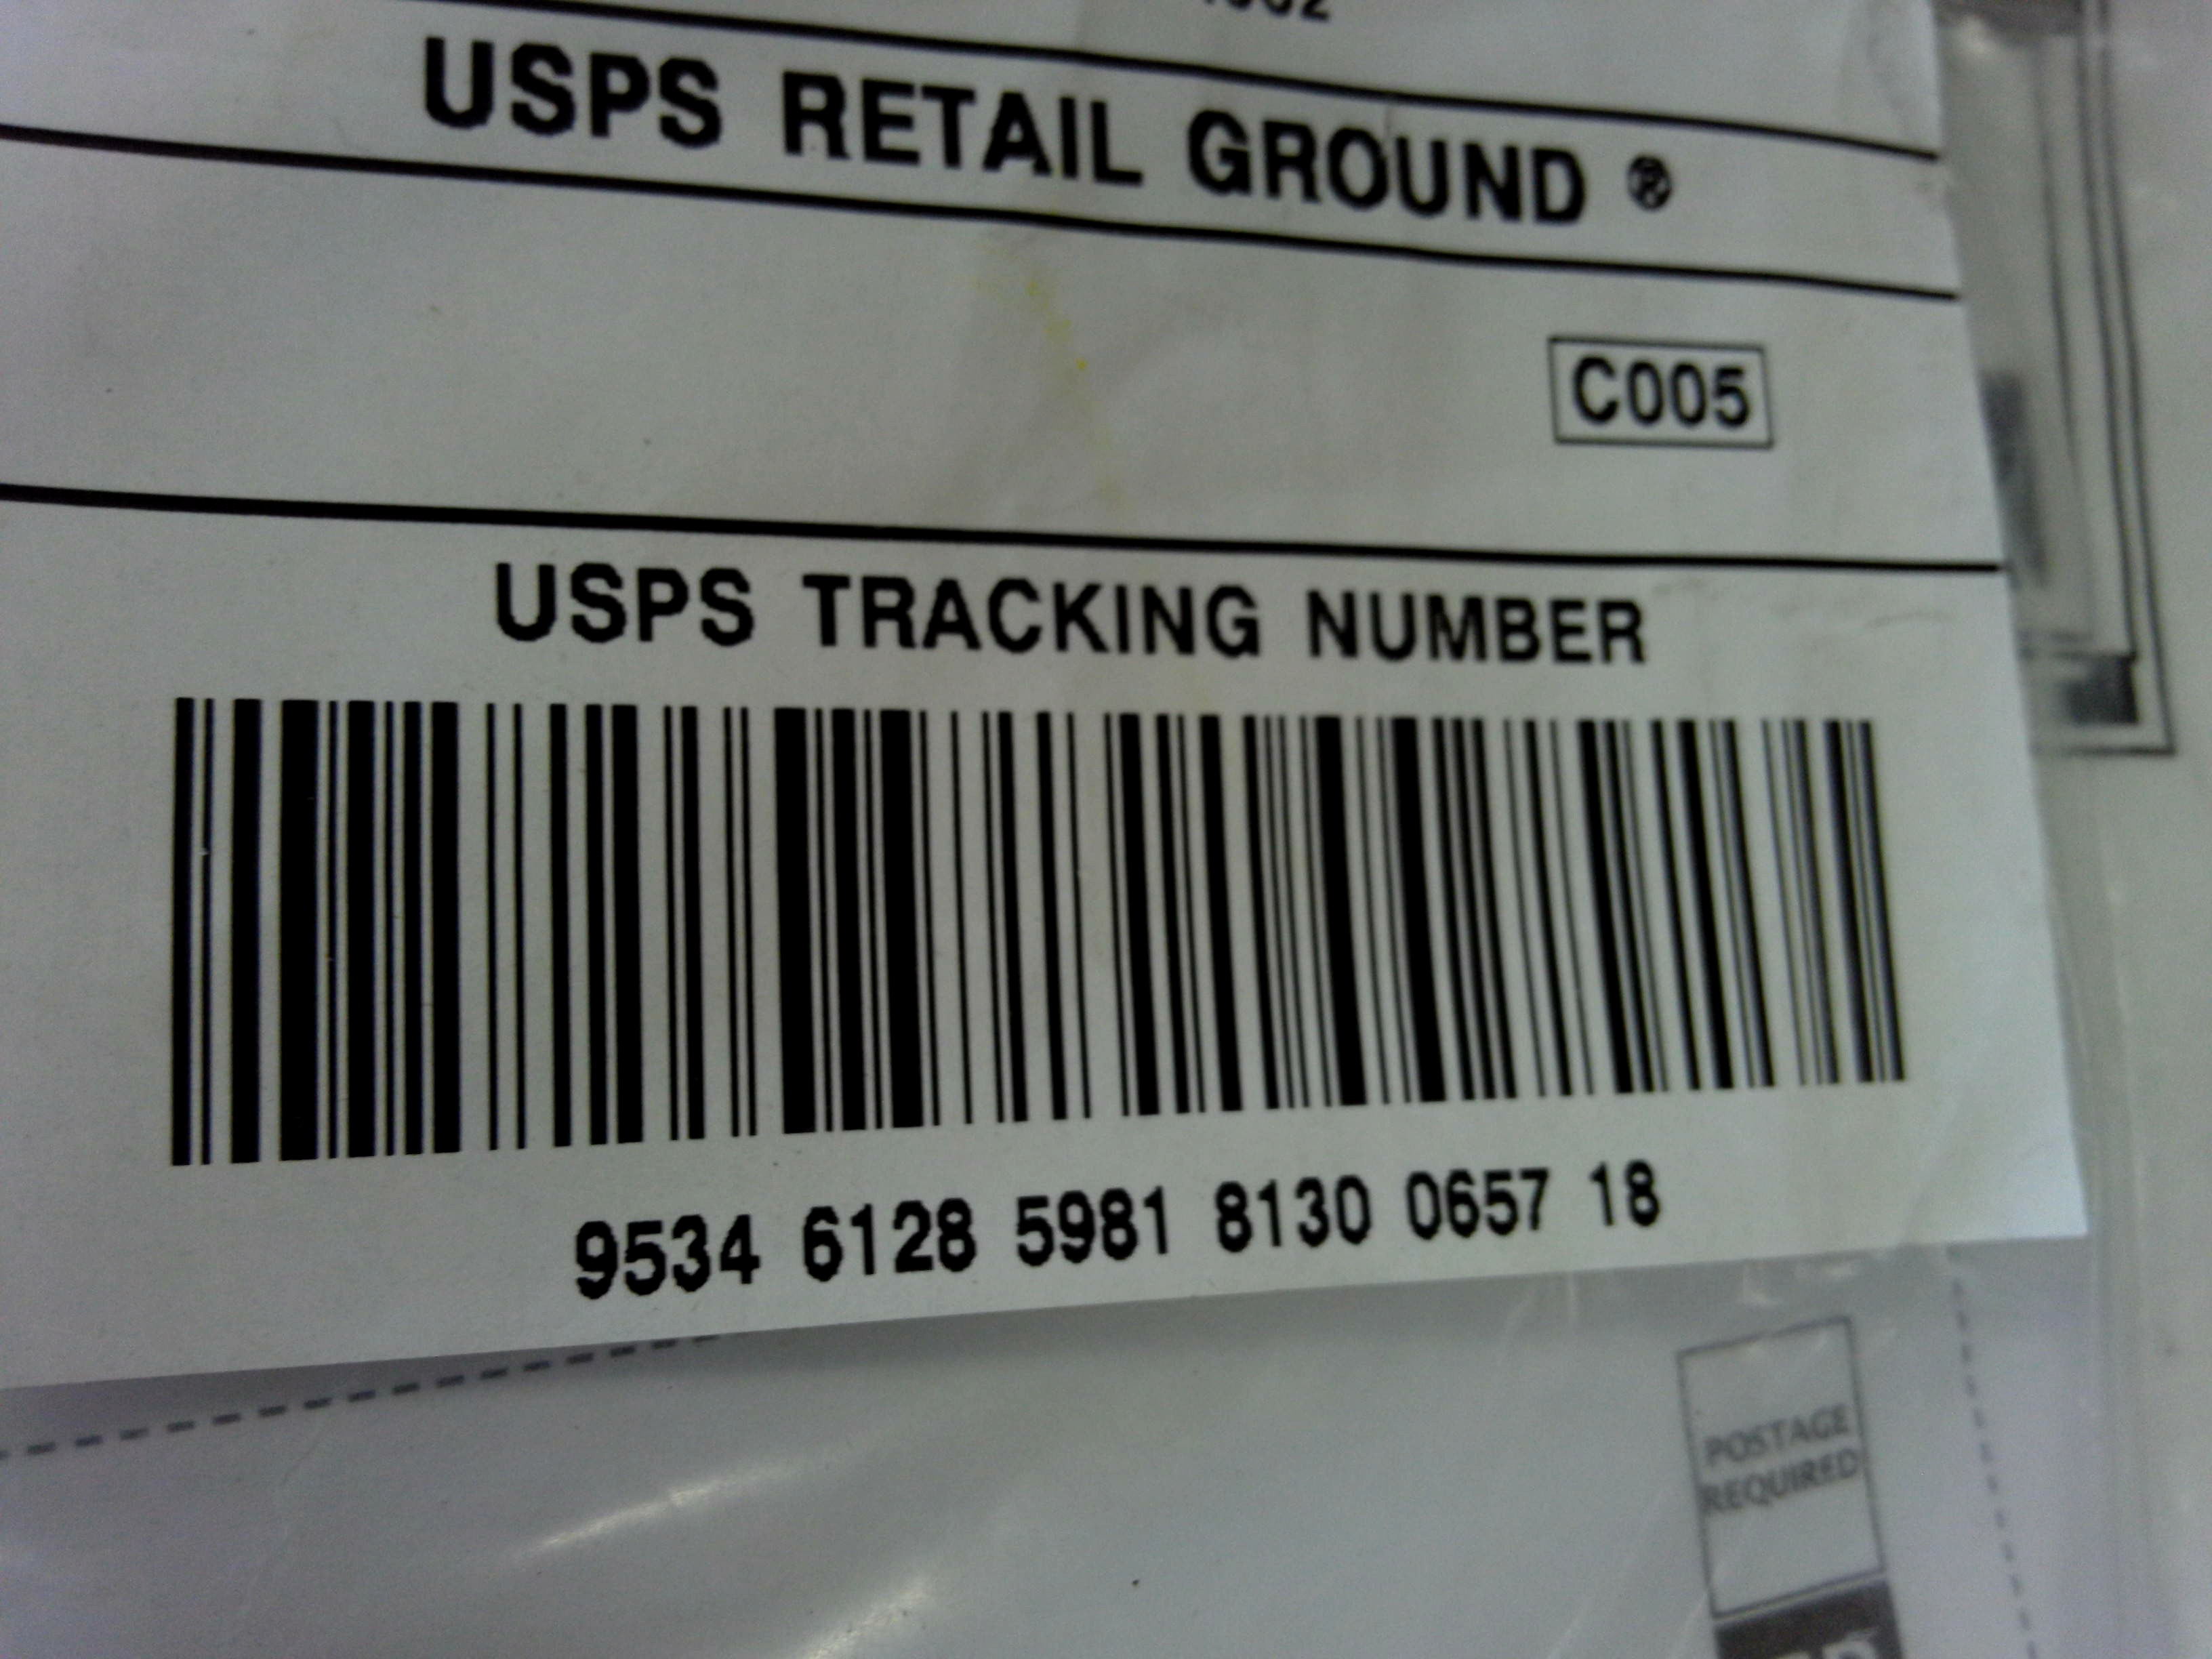 USPS RETAIL GROUND ®
C005
USPS TRACKING NUMBER
9534 6128 5981 8130 0657 18
POSTAGE
REQUIRED